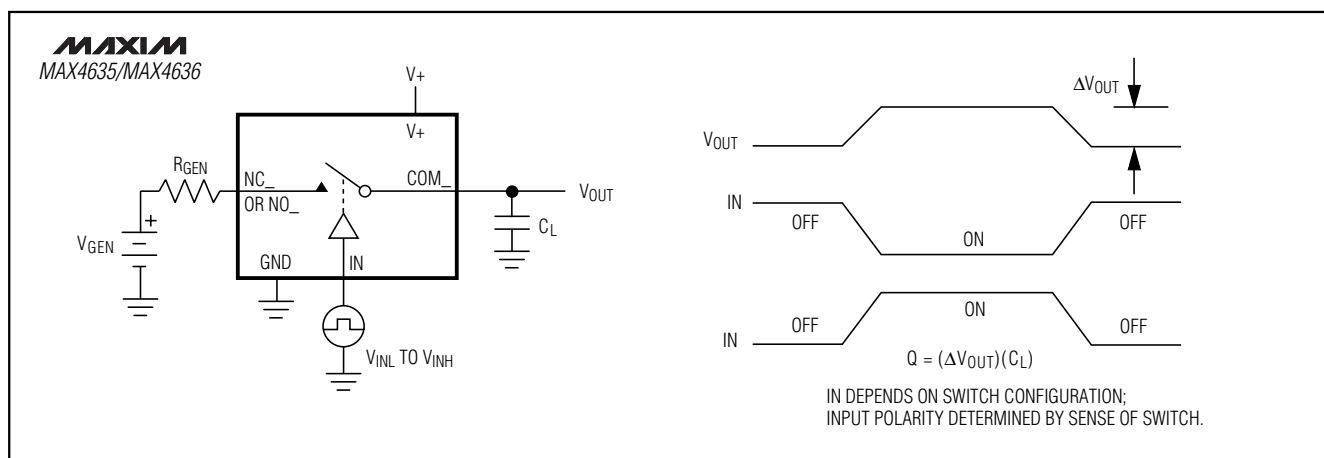 MAXIM
MAX4635/MAX4636
V+
V+
RGEN
NC_
OR NO_
COM_
VOUT
CL
VGEN
+
GND
IN
VINL TO VINH
ΔVOUT
VOUT
IN
OFF
ON
OFF
IN
OFF
ON
OFF
Q = (ΔVOUT)(CL)
IN DEPENDS ON SWITCH CONFIGURATION;
INPUT POLARITY DETERMINED BY SENSE OF SWITCH.